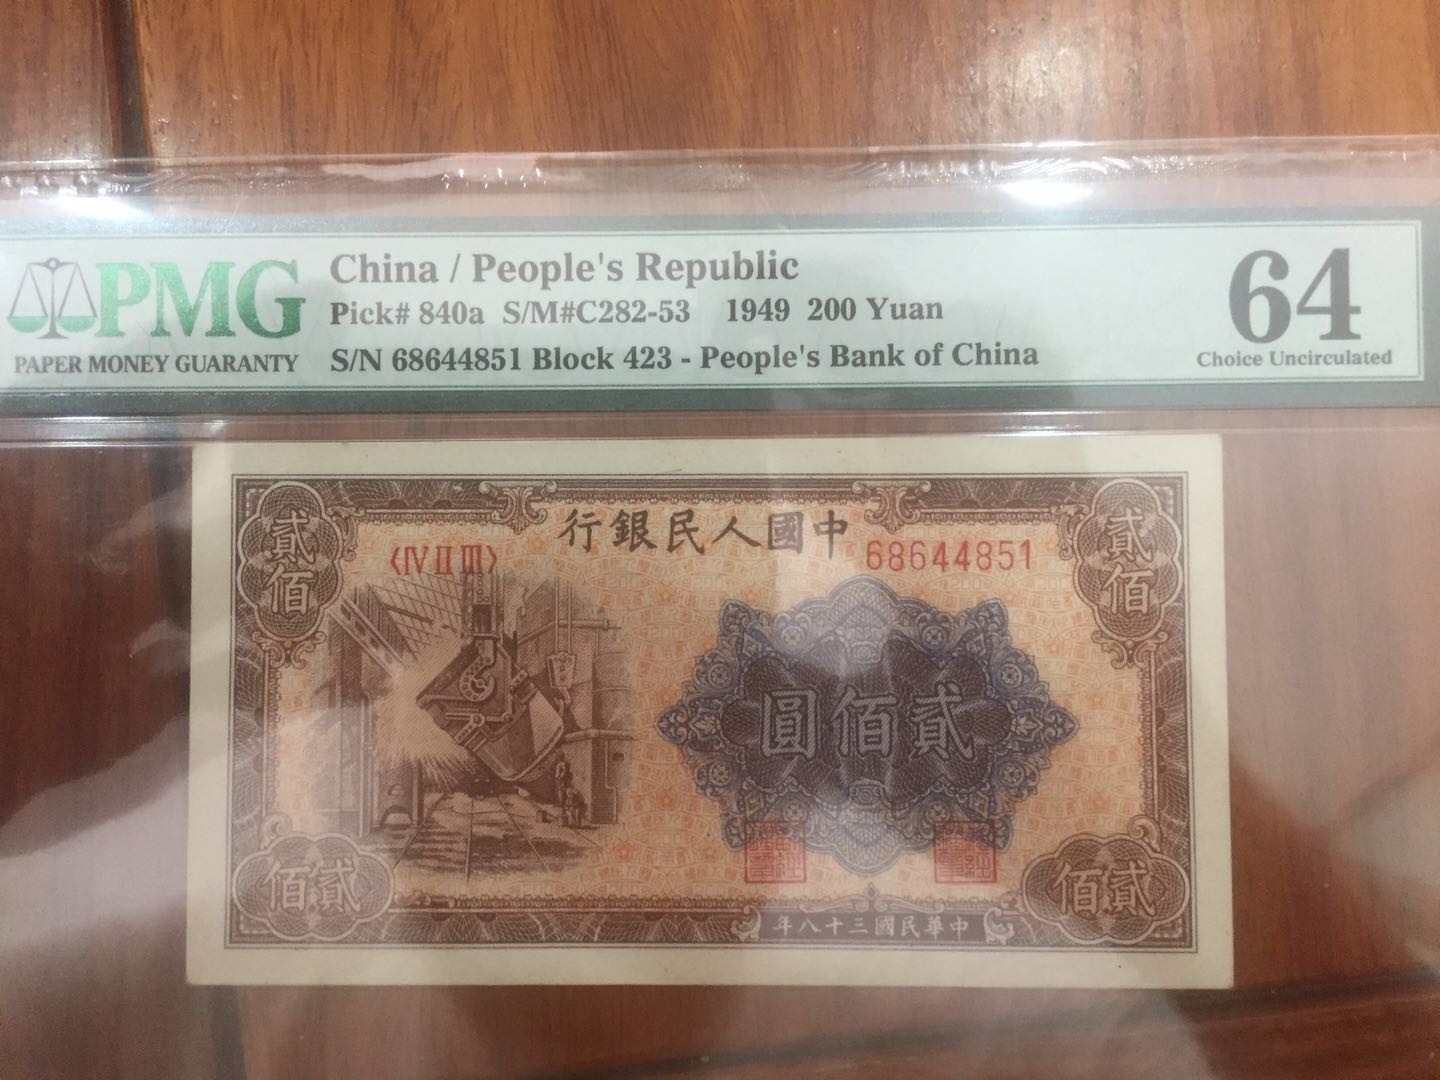 PMG
PAPER MONEY GUARANTY
China / People's Republic
Pick# 840a S/M#C282-53 1949 200 Yuan
S/N 68644851 Block 423 - People's Bank of China
64
Choice Uncirculated
中國人民銀行
〈IV II III〉
68644851
貳佰
貳佰
貳佰圓
貳佰
貳佰
中華民國三十八年